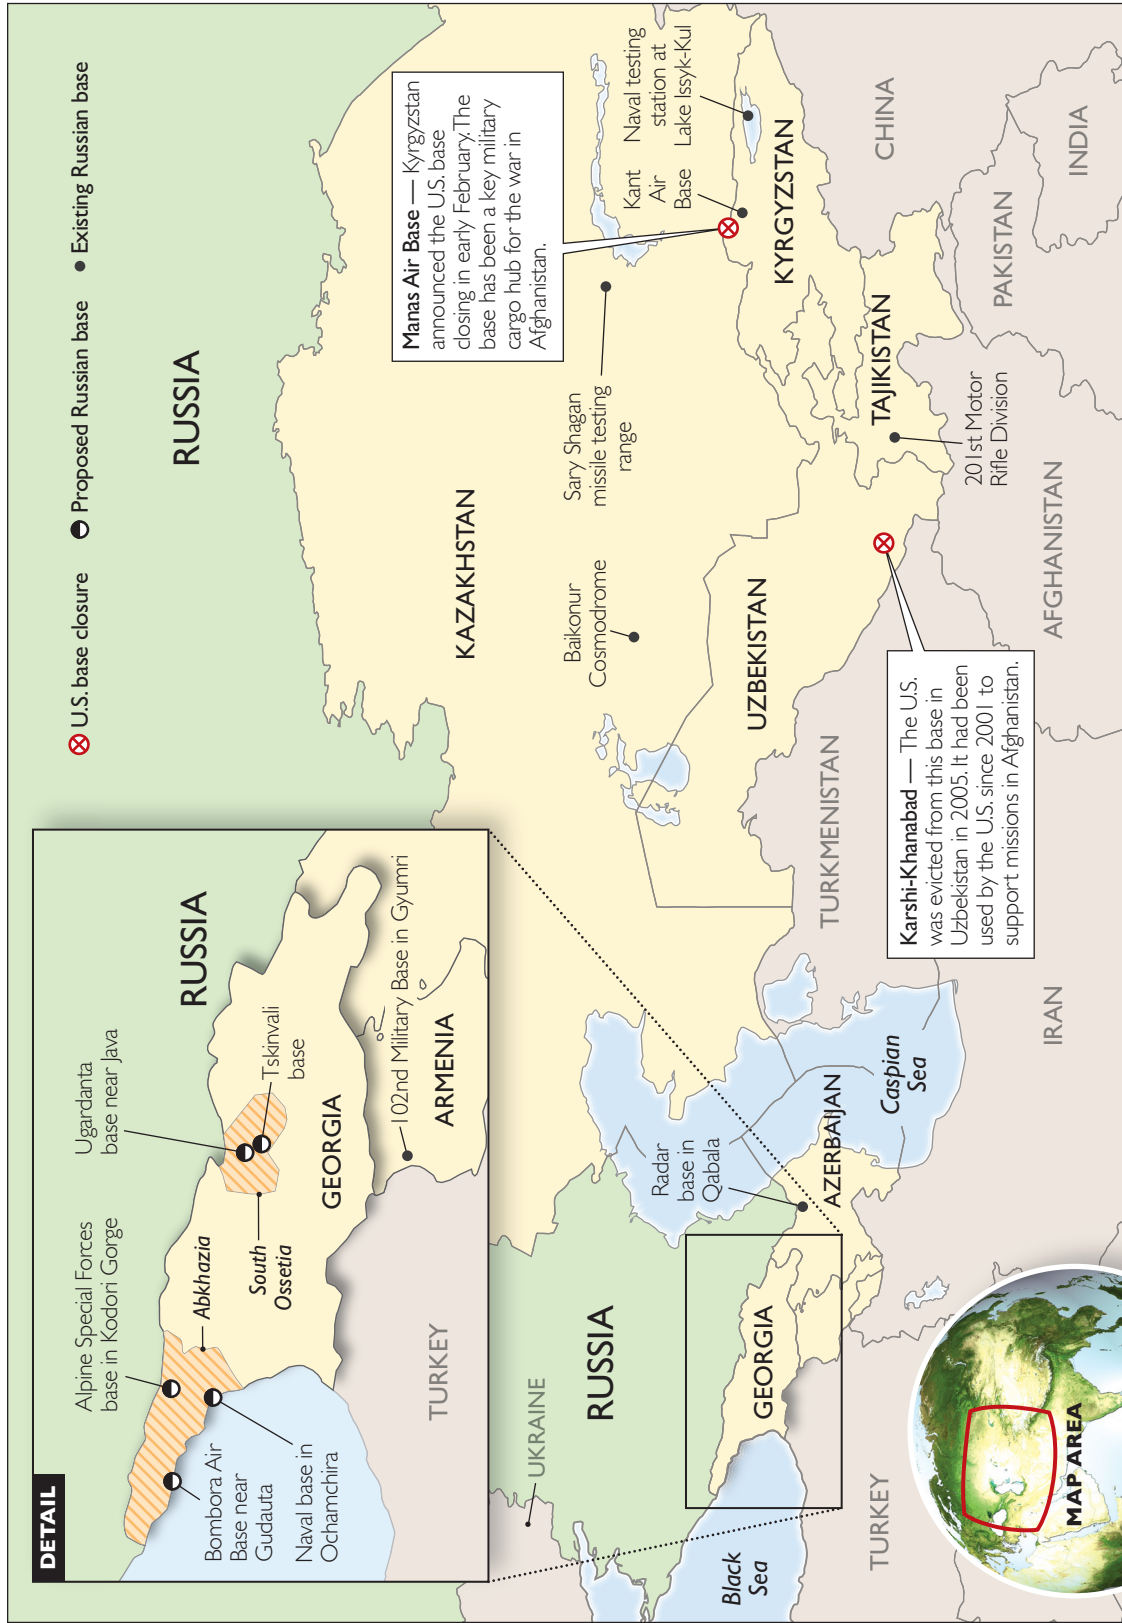 DETAIL
Alpine Special Forces
base in Kodori Gorge
Ugardanta
base near Java
RUSSIA
Abkhazia
South
Ossetia
Tskinvali
base
GEORGIA
Bombora Air
Base near
Gudauta
Naval base in
Ochamchira
102nd Military Base in Gyumri
ARMENIA
TURKEY
U.S. base closure
Proposed Russian base
Existing Russian base
RUSSIA
Manas Air Base — Kyrgyzstan
announced the U.S. base
closing in early February. The
base has been a key military
cargo hub for the war in
Afghanistan.
KAZAKHSTAN
Baikonur
Cosmodrome
Sary Shagan
missile testing
range
Kant
Air
Base
Naval testing
station at
Lake Issyk-Kul
UKRAINE
RUSSIA
Radar
base in
Qabala
UZBEKISTAN
KYRGYZSTAN
GEORGIA
AZERBAIJAN
Black
Sea
Caspian
Sea
TURKMENISTAN
TAJIKISTAN
CHINA
201st Motor
Rifle Division
Karshi-Khanabad — The U.S.
was evicted from this base in
Uzbekistan in 2005. It had been
used by the U.S. since 2001 to
support missions in Afghanistan.
TURKEY
IRAN
AFGHANISTAN
PAKISTAN
INDIA
MAP AREA